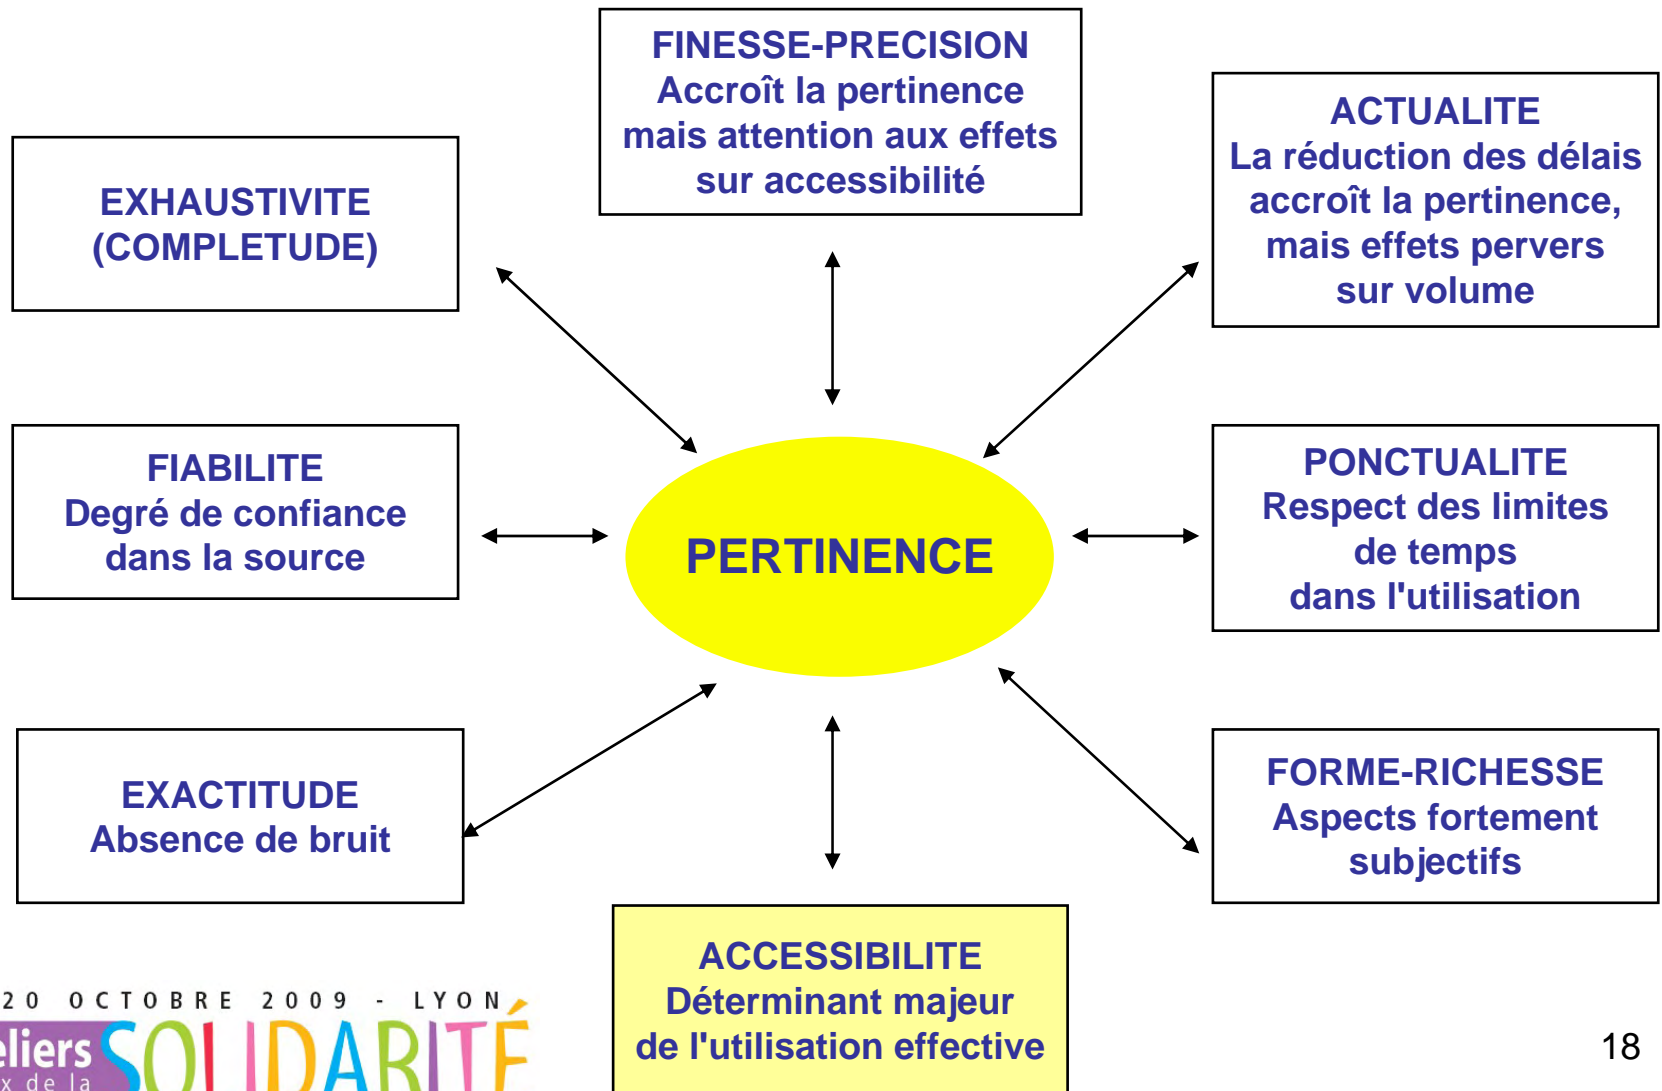 FINESSE-PRECISION
Accroît la pertinence
mais attention aux effets
sur accessibilité
ACTUALITE
La réduction des délais
accroît la pertinence,
mais effets pervers
sur volume
EXHAUSTIVITE
(COMPLETUDE)
FIABILITE
Degré de confiance
dans la source
PERTINENCE
PONCTUALITE
Respect des limites
de temps
dans l'utilisation
EXACTITUDE
Absence de bruit
FORME-RICHESSE
Aspects fortement
subjectifs
ACCESSIBILITE
Déterminant majeur
de l'utilisation effective
20 OCTOBRE 2009 - LYON
eliers SOLIDARITÉ
x de la
18